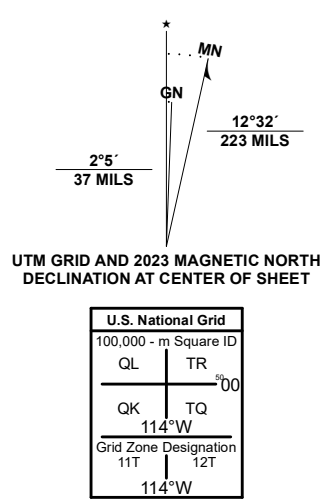 ★
MN
GN
12°32´
223 MILS
2°5´
37 MILS
UTM GRID AND 2023 MAGNETIC NORTH
DECLINATION AT CENTER OF SHEET
U.S. National Grid
100,000 - m Square ID
QL TR
5000
QK TQ
114°W
Grid Zone Designation
11T 12T
114°W